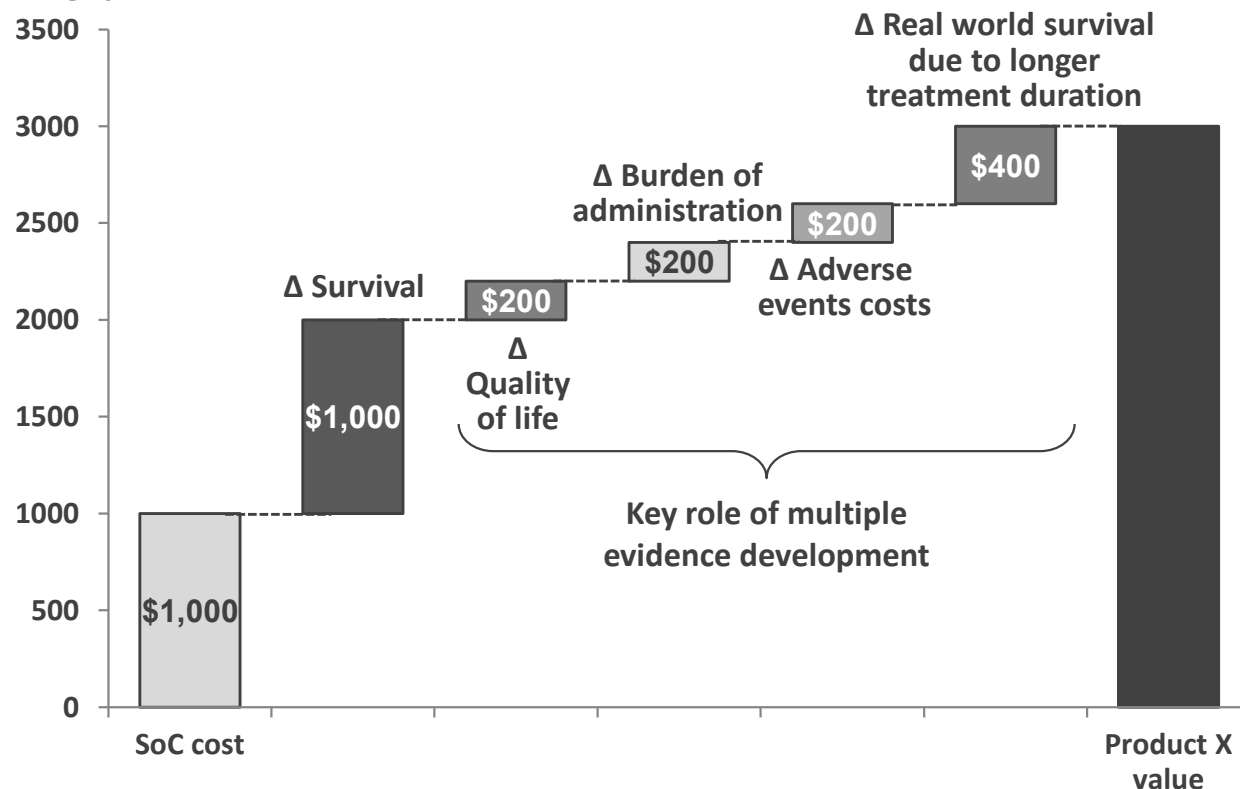 3500
3000
2500
2000
1500
1000
500
0
$1,000
SoC cost
Δ Survival
$1,000
$200
Δ
Quality
of life
Δ Burden of
administration
$200
$200
Δ Adverse
events costs
Δ Real world survival
due to longer
treatment duration
$400
Key role of multiple
evidence development
Product X
value